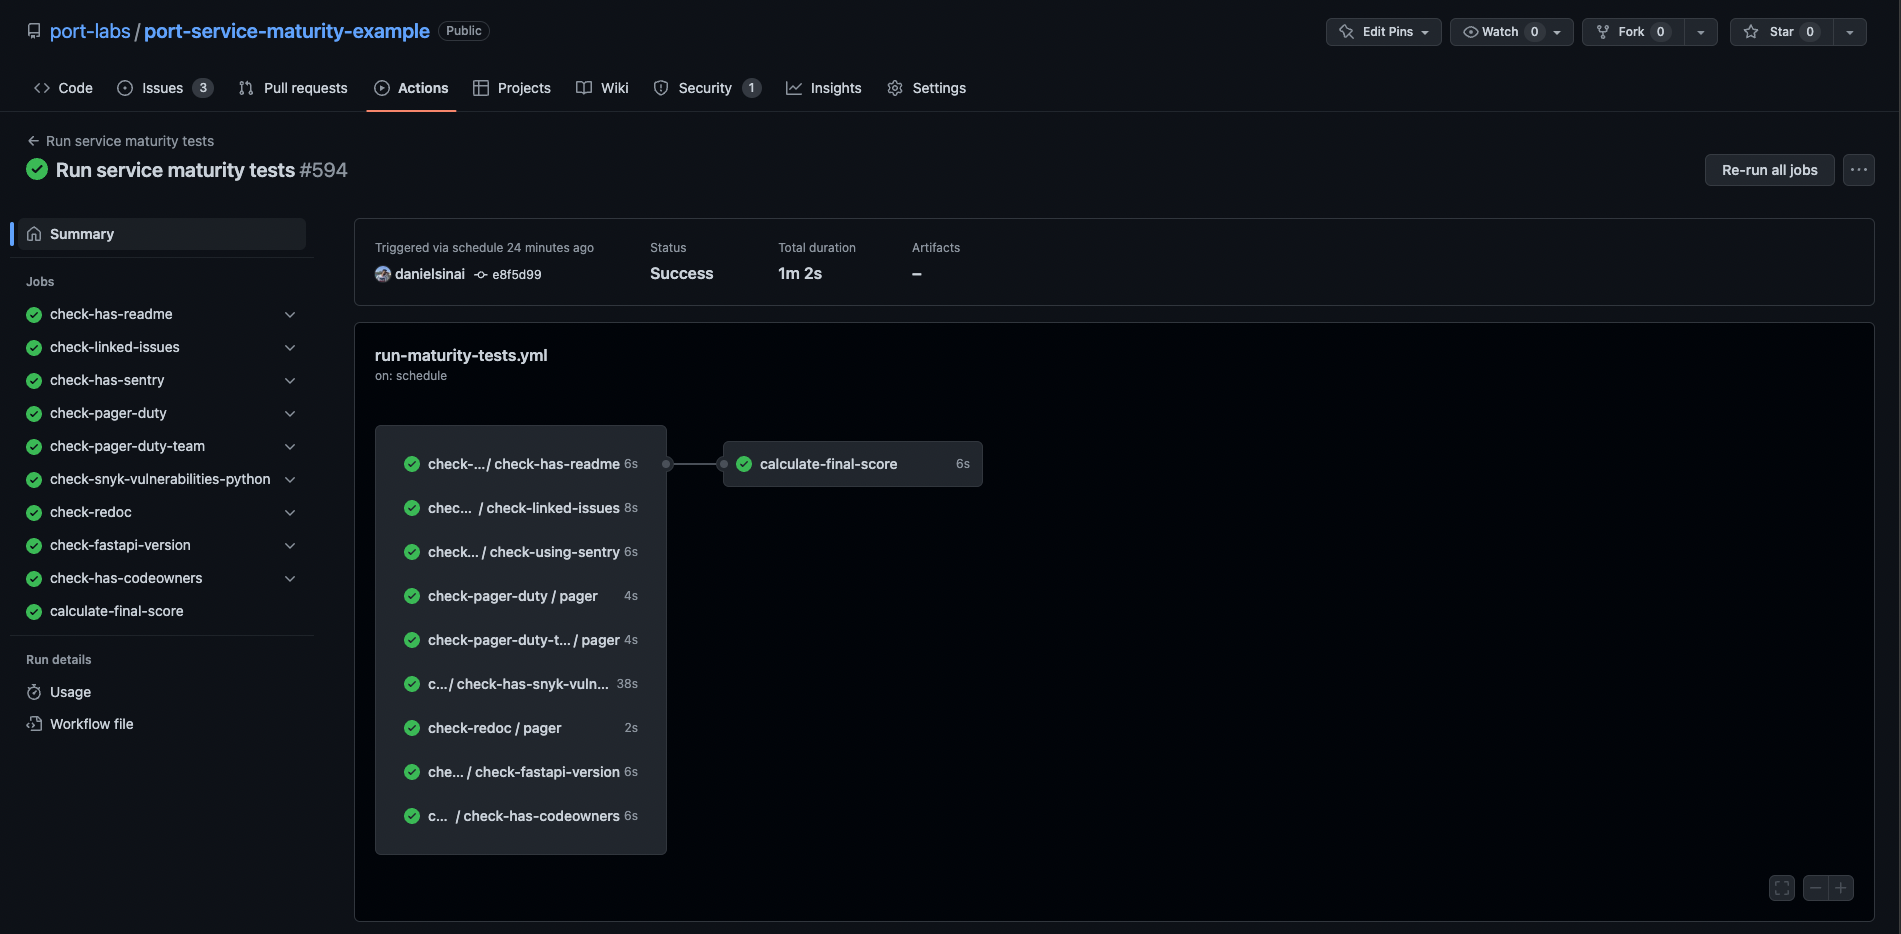 port-labs / port-service-maturity-example Public
Edit Pins Watch 0 Fork 0 Star 0
Code Issues 3 Pull requests Actions Projects Wiki Security 1 Insights Settings
← Run service maturity tests
Run service maturity tests #594
Re-run all jobs ...
Summary
Jobs
check-has-readme
check-linked-issues
check-has-sentry
check-pager-duty
check-pager-duty-team
check-snyk-vulnerabilities-python
check-redoc
check-fastapi-version
check-has-codeowners
calculate-final-score
Run details
Usage
Workflow file
Triggered via schedule 24 minutes ago
danielsinai e8f5d99
Status
Success
Total duration
1m 2s
Artifacts
–
run-maturity-tests.yml
on: schedule
check-... / check-has-readme 6s
chec... / check-linked-issues 8s
check... / check-using-sentry 6s
check-pager-duty / pager 4s
check-pager-duty-t... / pager 4s
c... / check-has-snyk-vuln... 38s
check-redoc / pager 2s
che... / check-fastapi-version 6s
c... / check-has-codeowners 6s
calculate-final-score 6s